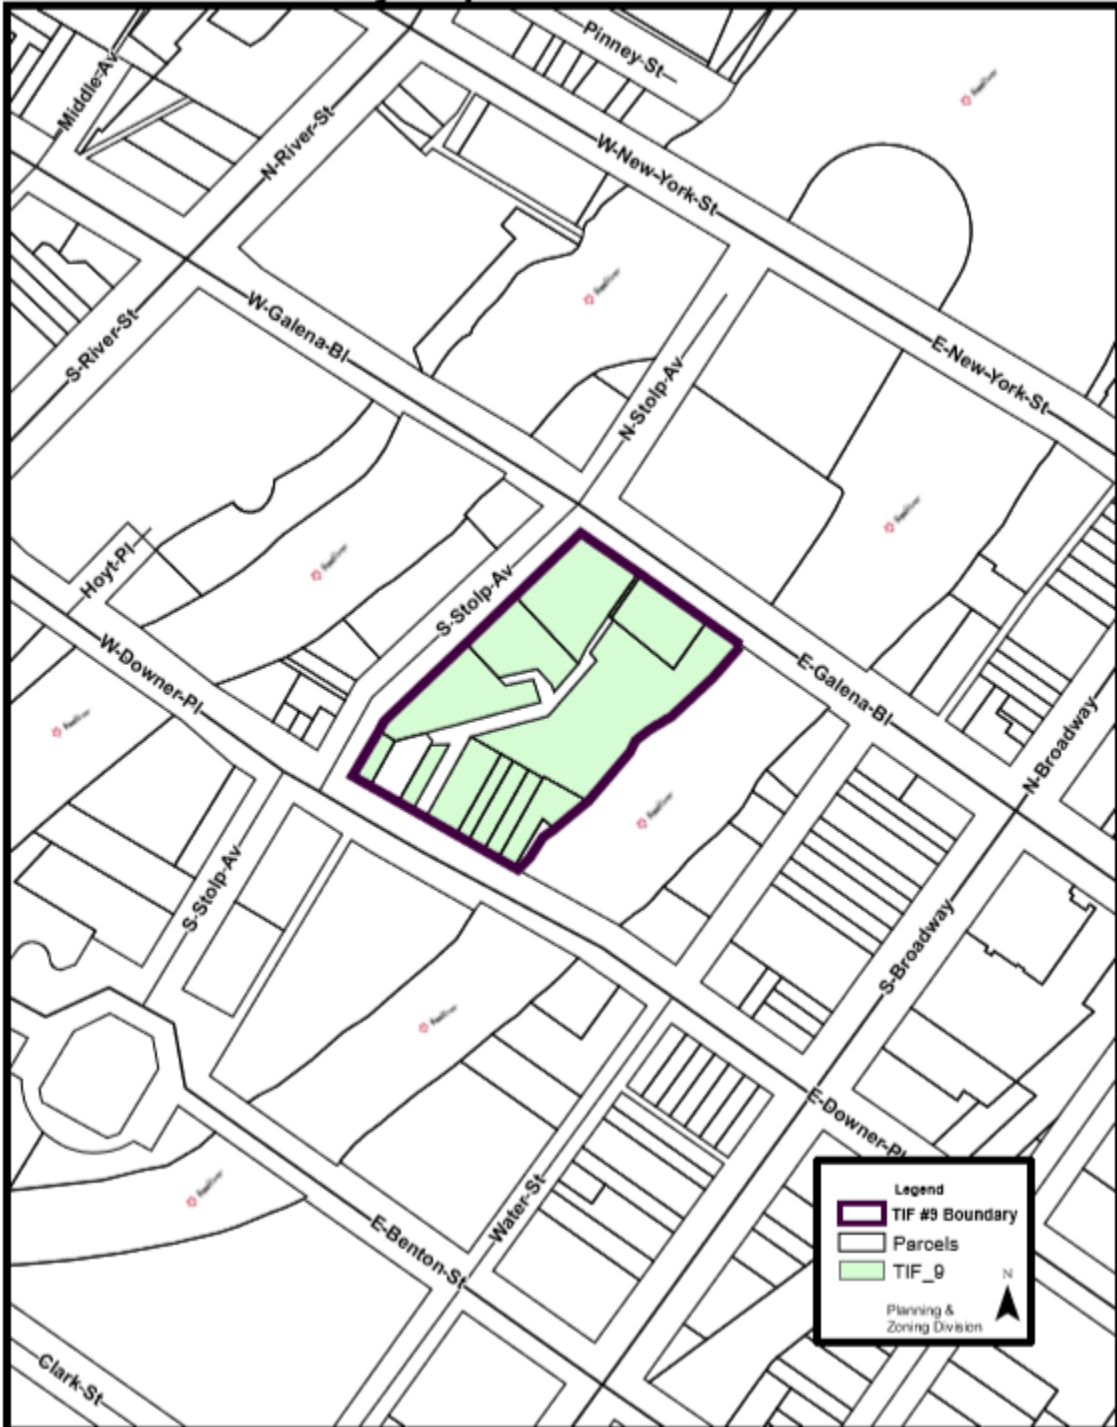 Pinney-St
Middle-Av
N-River-St
W-New-York-St
W-Galena-Bl
S-River-St
E-New-York-St
N-Stolp-Av
Hoyt-Pl
S-Stolp-Av
W-Downer-Pl
E-Galena-Bl
N-Broadway
S-Stolp-Av
S-Broadway
E-Downer-Pl
Water-St
E-Benton-St
Clark-St
Legend
TIF #9 Boundary
Parcels
TIF_9
N
Planning &
Zoning Division